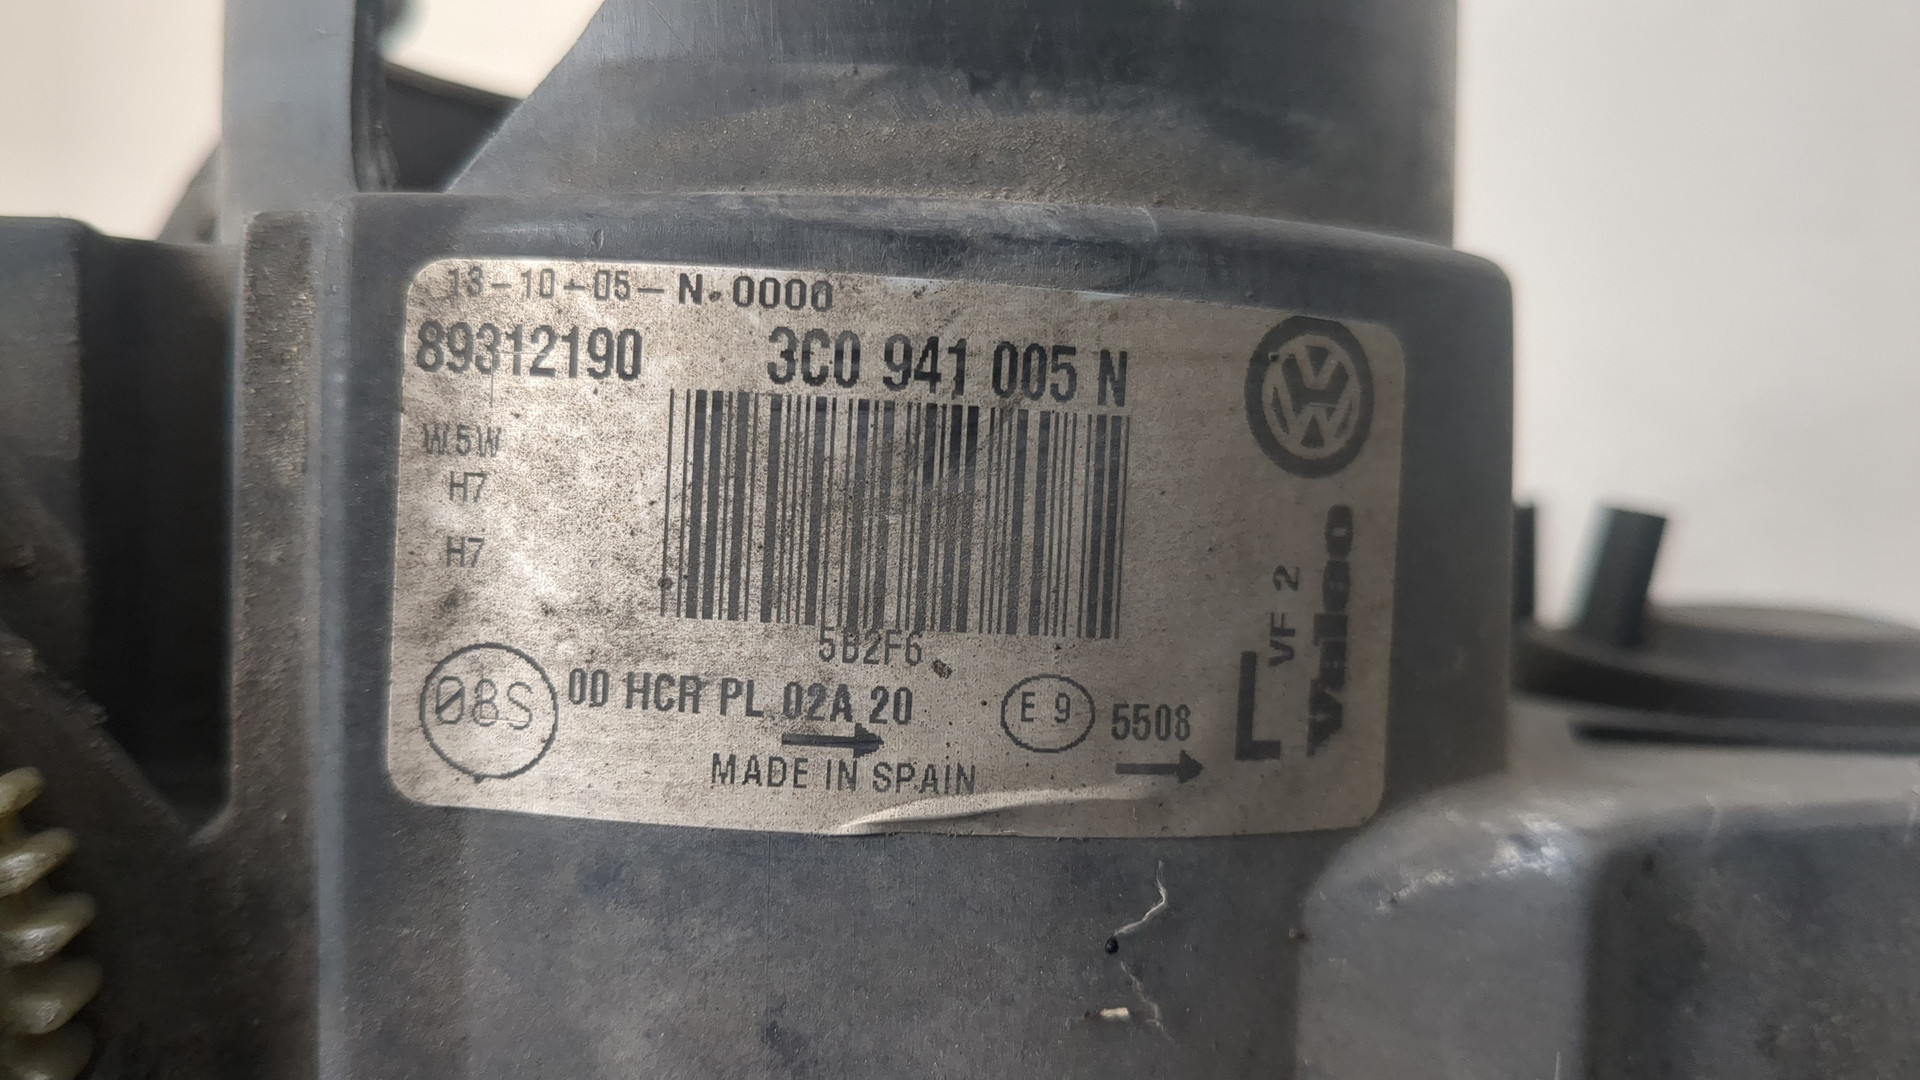 13-10-05-N.0000
89312190
3C0 941 005 N
W5W
H7
H7
5B2F6
08S
00 HCR PL 02A 20
E 9
5508
MADE IN SPAIN
L
VF 2
Valeo
VW